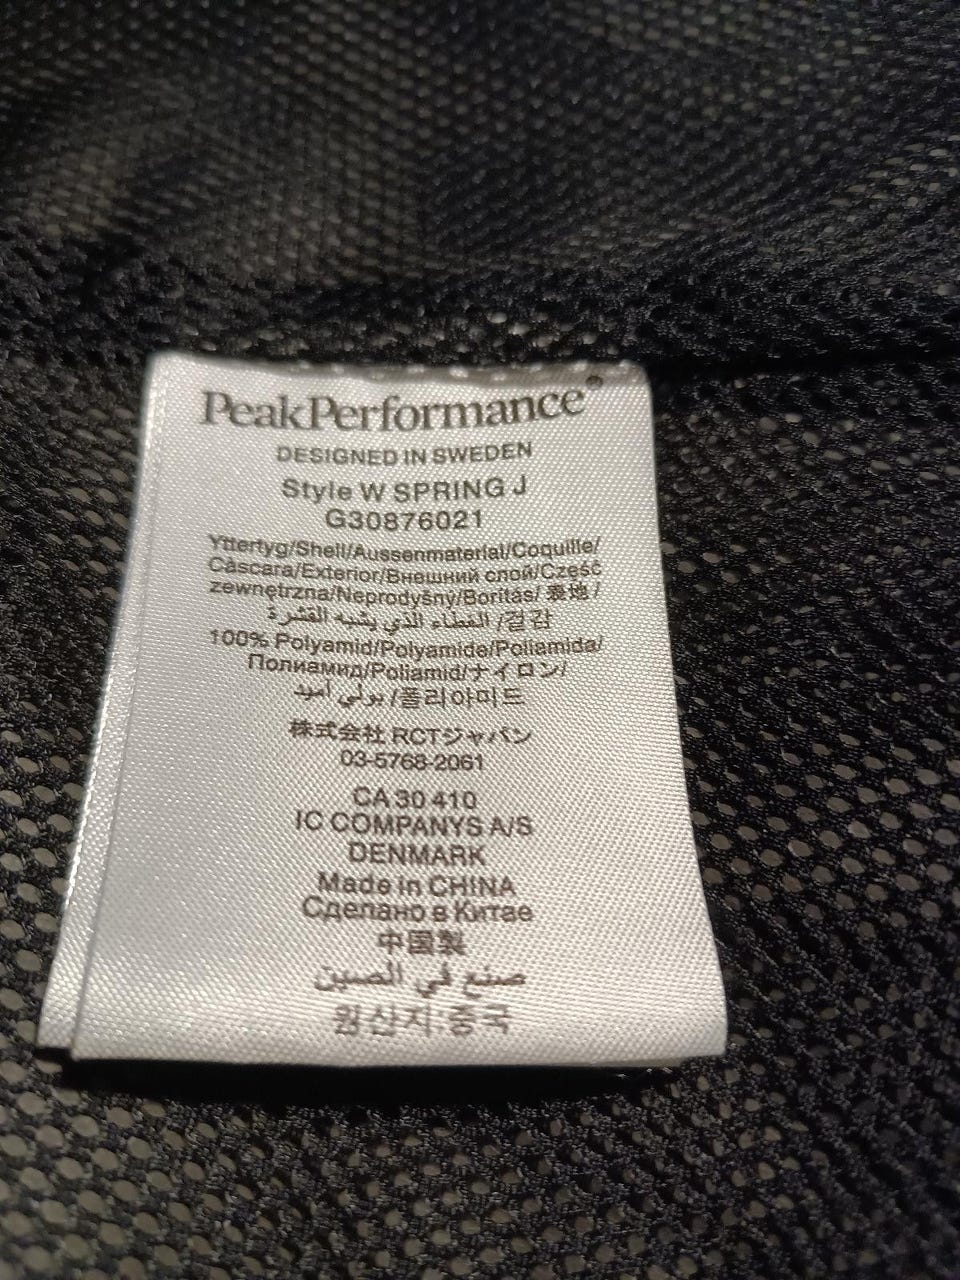 PeakPerformance®
DESIGNED IN SWEDEN
Style W SPRING J
G30876021
Yttertyg/Shell/Aussenmaterial/Coquille/
Càscara/Exterior/Внешний слой/Część
zewnętrzna/Neprodyšny/Boritás/ 表地 /
العطاء الذي يشبه القشرة /겉감
100% Polyamid/Polyamide/Poliamida/
Полиамид/Poliamid/ナイロン/
بولي أميد /폴리아미드
株式会社 RCTジャパン
03-5768-2061
CA 30 410
IC COMPANYS A/S
DENMARK
Made in CHINA
Сделано в Китае
中国製
صنع في الصين
원산지:중국